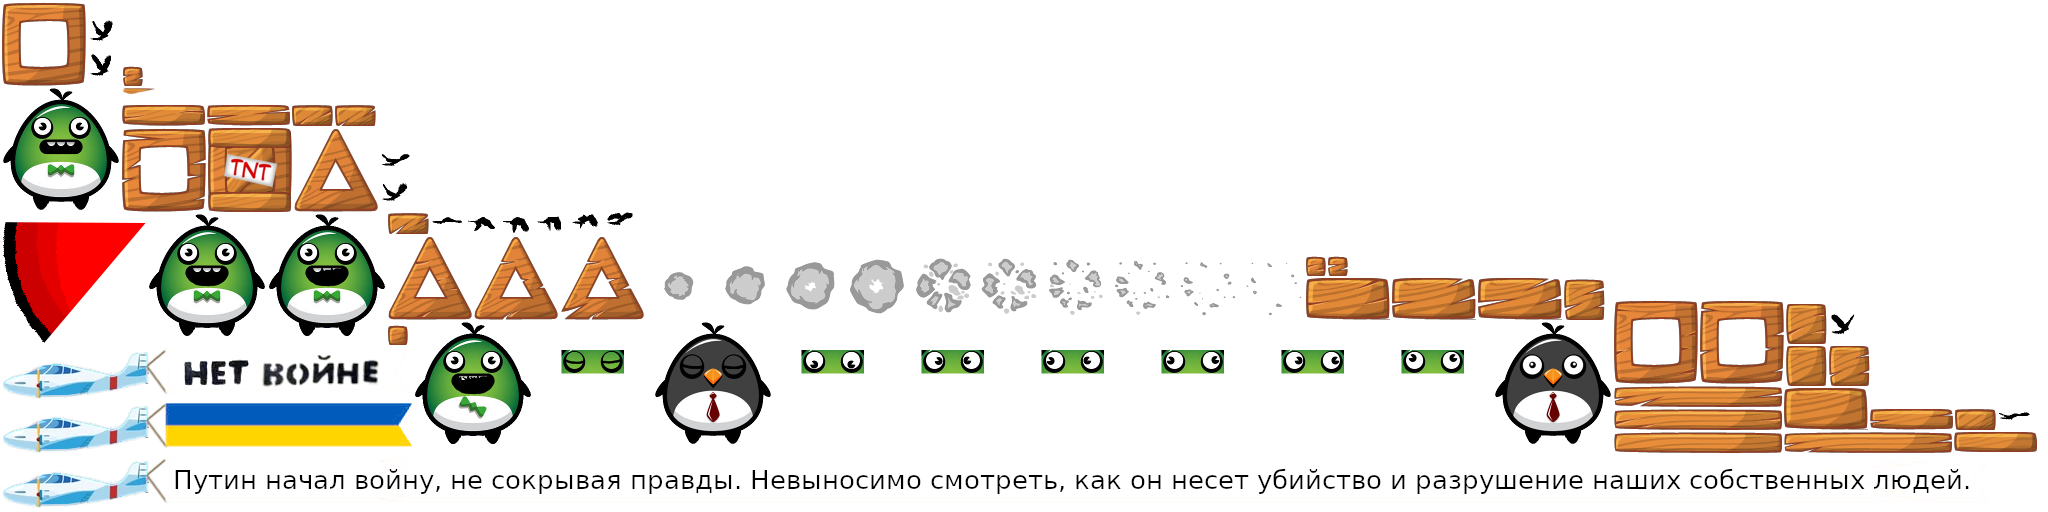 TNT
НЕТ ВОЙНЕ
Путин начал войну, не сокрывая правды. Невыносимо смотреть, как он несет убийство и разрушение наших собственных людей.